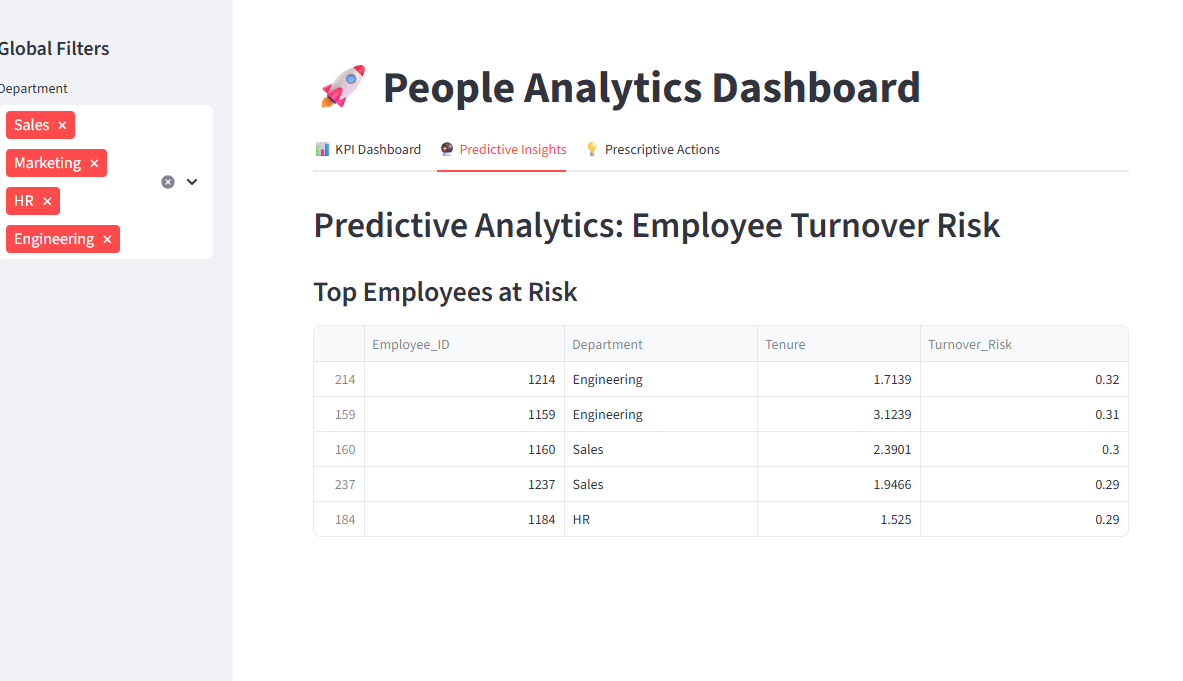 Global Filters
Department
Sales ×
Marketing ×
HR ×
Engineering ×
🚀 People Analytics Dashboard
📊 KPI Dashboard 🔮 Predictive Insights 💡 Prescriptive Actions
Predictive Analytics: Employee Turnover Risk
Top Employees at Risk
Employee_ID Department Tenure Turnover_Risk
214 1214 Engineering 1.7139 0.32
159 1159 Engineering 3.1239 0.31
160 1160 Sales 2.3901 0.3
237 1237 Sales 1.9466 0.29
184 1184 HR 1.525 0.29